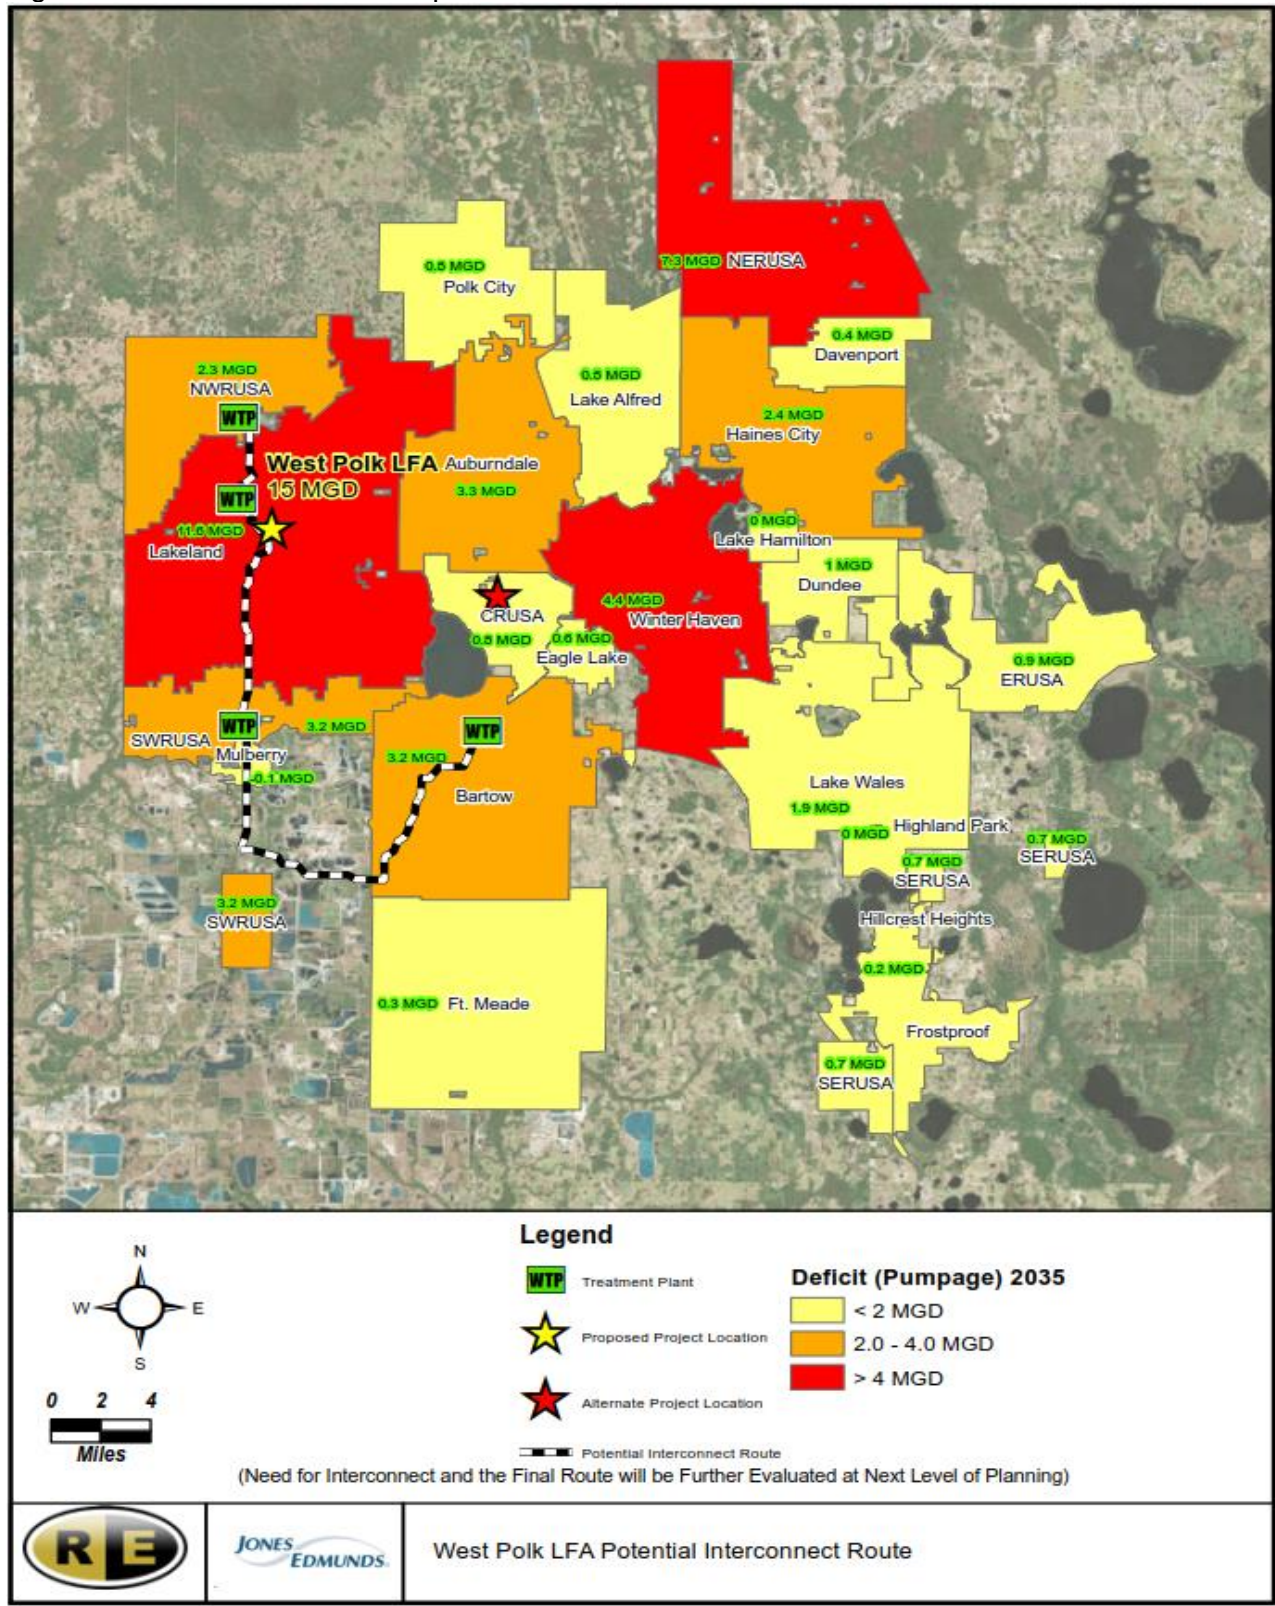 7.3 MGD NERUSA
0.5 MGD
Polk City
0.4 MGD
Davenport
2.3 MGD
NWRUSA
WTP
0.5 MGD
Lake Alfred
2.4 MGD
Haines City
West Polk LFA
15 MGD
Auburndale
3.3 MGD
WTP
11.6 MGD
Lakeland
0 MGD
Lake Hamilton
1 MGD
Dundee
CRUSA
0.5 MGD
4.4 MGD
Winter Haven
0.6 MGD
Eagle Lake
0.9 MGD
ERUSA
WTP
3.2 MGD
SWRUSA
Mulberry
-0.1 MGD
WTP
3.2 MGD
Bartow
Lake Wales
1.9 MGD
0 MGD
Highland Park
0.7 MGD
SERUSA
0.7 MGD
SERUSA
3.2 MGD
SWRUSA
Hillcrest Heights
0.2 MGD
0.3 MGD Ft. Meade
Frostproof
0.7 MGD
SERUSA
Legend
WTP Treatment Plant
Proposed Project Location
Alternate Project Location
Potential Interconnect Route
Deficit (Pumpage) 2035
< 2 MGD
2.0 - 4.0 MGD
> 4 MGD
N
W E
S
0 2 4
Miles
(Need for Interconnect and the Final Route will be Further Evaluated at Next Level of Planning)
R E
JONES
EDMUNDS
West Polk LFA Potential Interconnect Route